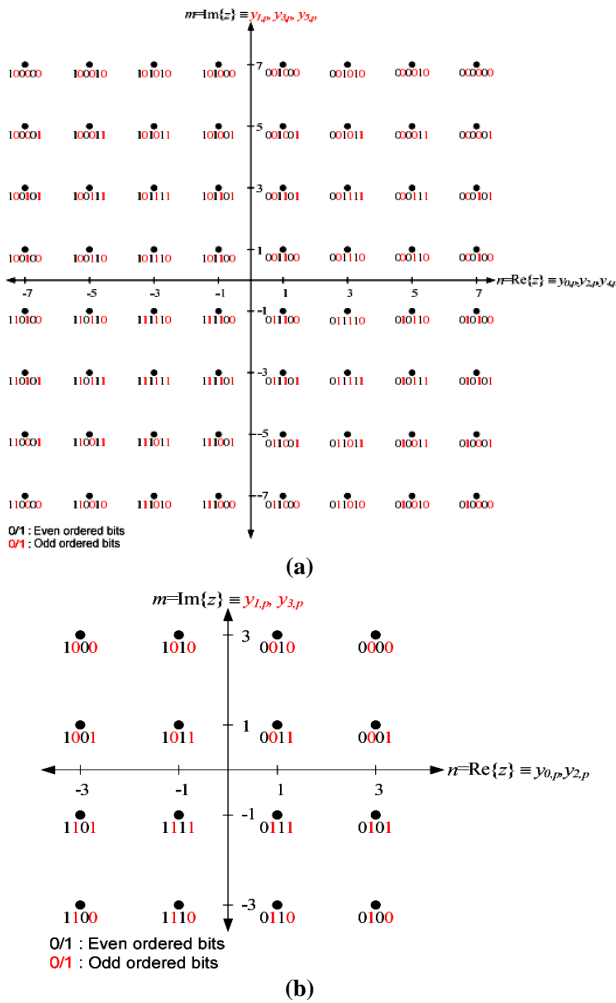 m=Im{z} ≡ y1,p, y3,p, y5,p
7
100000 100010 101010 101000 001000 001010 000010 000000
5
100001 100011 101011 101001 001001 001011 000011 000001
3
100101 100111 101111 101101 001101 001111 000111 000101
1
100100 100110 101110 101100 001100 001110 000110 000100
-7 -5 -3 -1 1 3 5 7
n=Re{z} ≡ y0,p,y2,p,y4,p
-1
110100 110110 111110 111100 011100 011110 010110 010100
-3
110101 110111 111111 111101 011101 011111 010111 010101
-5
110001 110011 111011 111001 011001 011011 010011 010001
-7
110000 110010 111010 111000 011000 011010 010010 010000
0/1 : Even ordered bits
0/1 : Odd ordered bits
(a)
m=Im{z} ≡ y1,p, y3,p
3
1000 1010 0010 0000
1
1001 1011 0011 0001
-3 -1 1 3
n=Re{z} ≡ y0,p,y2,p
-1
1101 1111 0111 0101
-3
1100 1110 0110 0100
0/1 : Even ordered bits
0/1 : Odd ordered bits
(b)